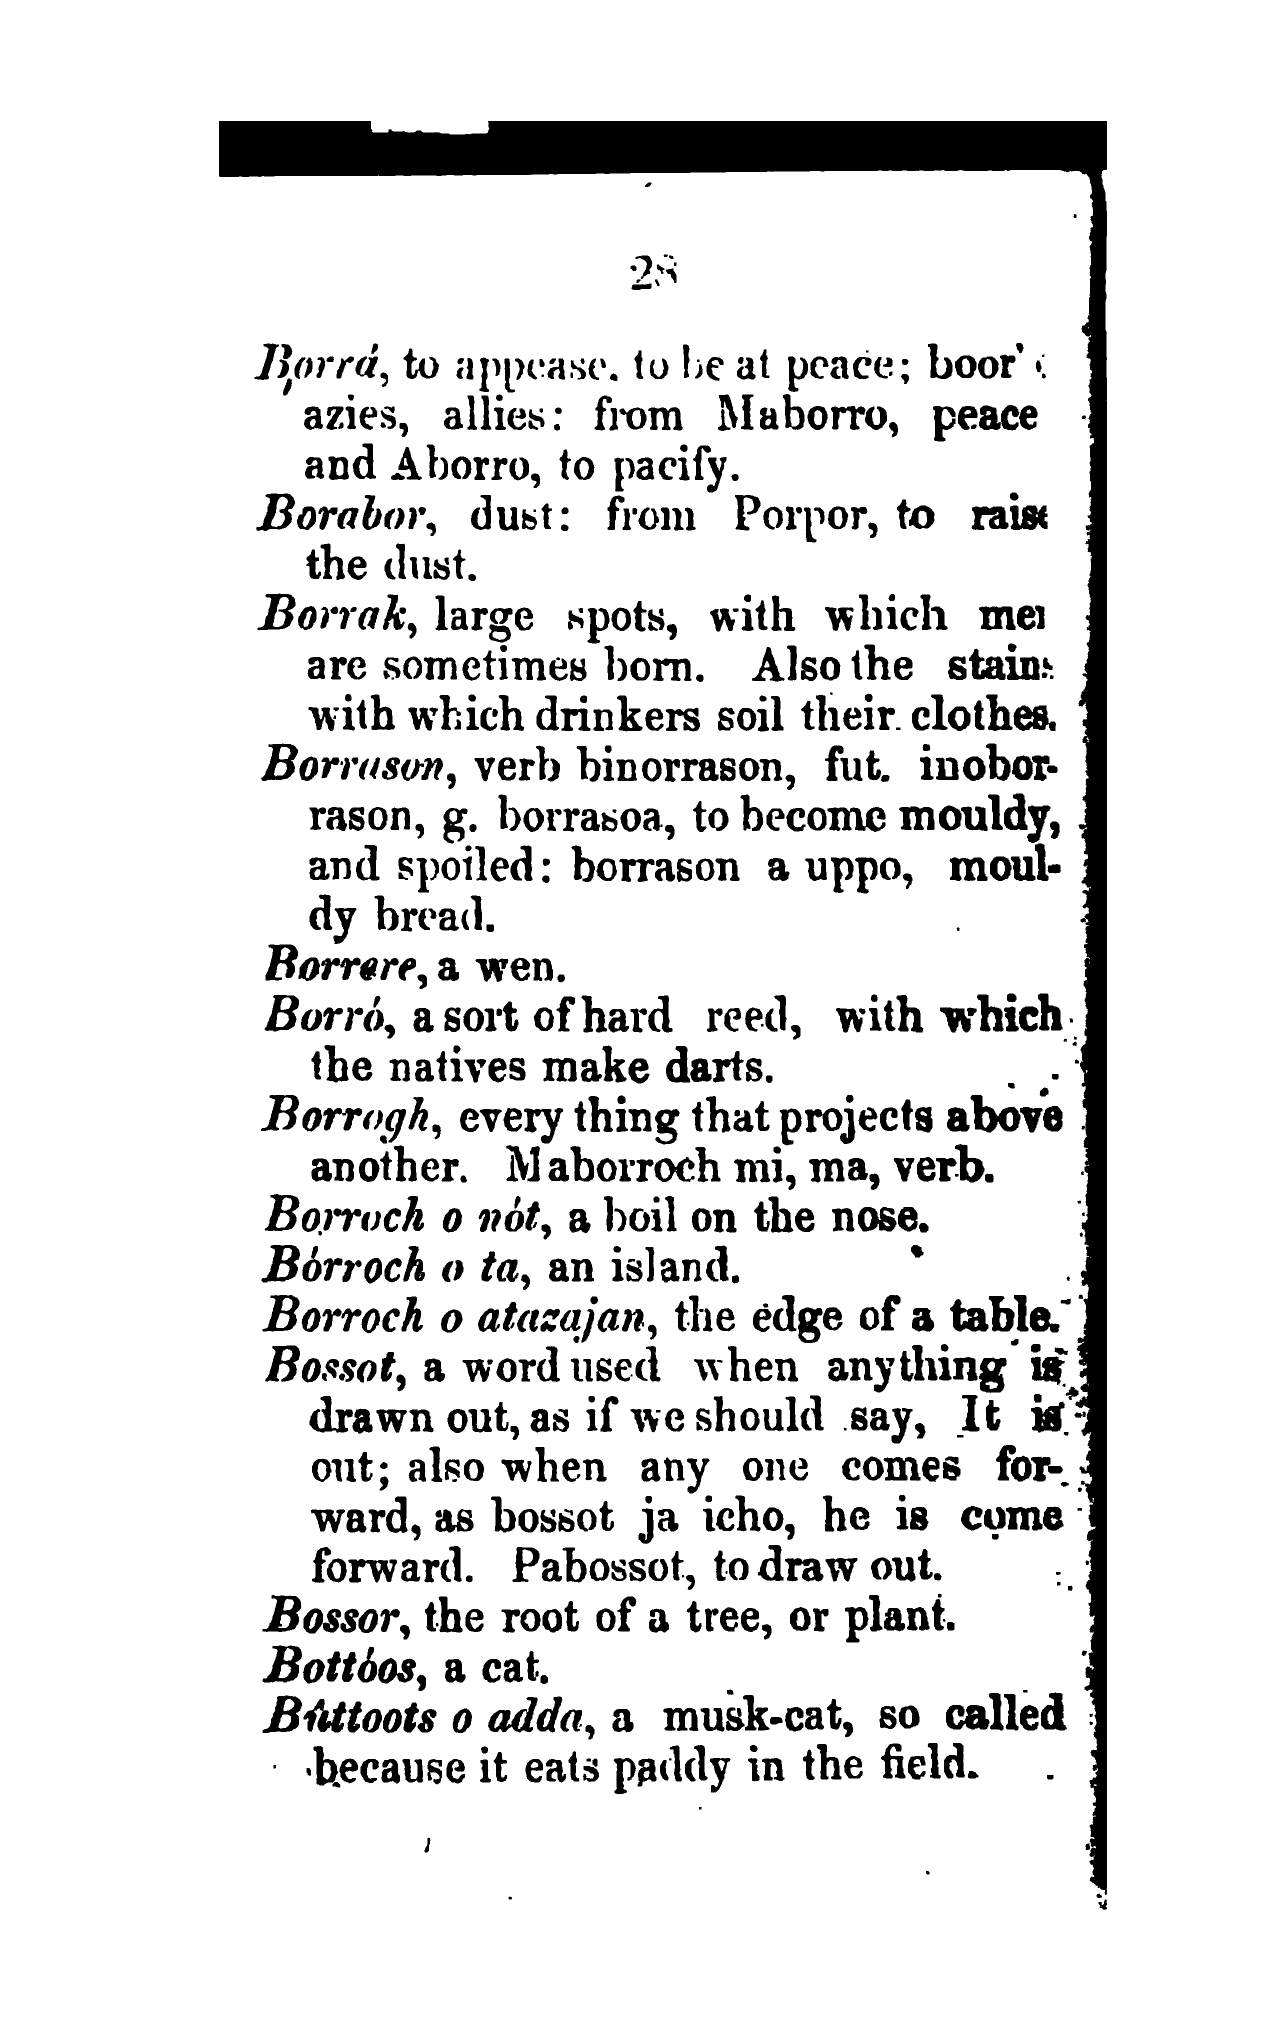 28
Borrá, to appease. to be at peace; boor'
azies, allies: from Maborro, peace
and Aborro, to pacify.
Borabor, dust: from Porpor, to raise
the dust.
Borrak, large spots, with which men
are sometimes born. Also the stains
with which drinkers soil their clothes.
Borrason, verb binorrason, fut. inobor-
rason, g. borrasoa, to become mouldy,
and spoiled: borrason a uppo, moul-
dy bread.
Borrere, a wen.
Borró, a sort of hard reed, with which
the natives make darts.
Borrogh, every thing that projects above
another. Maborroch mi, ma, verb.
Borroch o nót, a boil on the nose.
Bórroch o ta, an island.
Borroch o atazajan, the edge of a table.
Bossot, a word used when anything is
drawn out, as if we should say, It is
out; also when any one comes for-
ward, as bossot ja icho, he is come
forward. Pabossot, to draw out.
Bossor, the root of a tree, or plant.
Bottóos, a cat.
Búttoots o adda, a musk-cat, so called
because it eats paddy in the field.